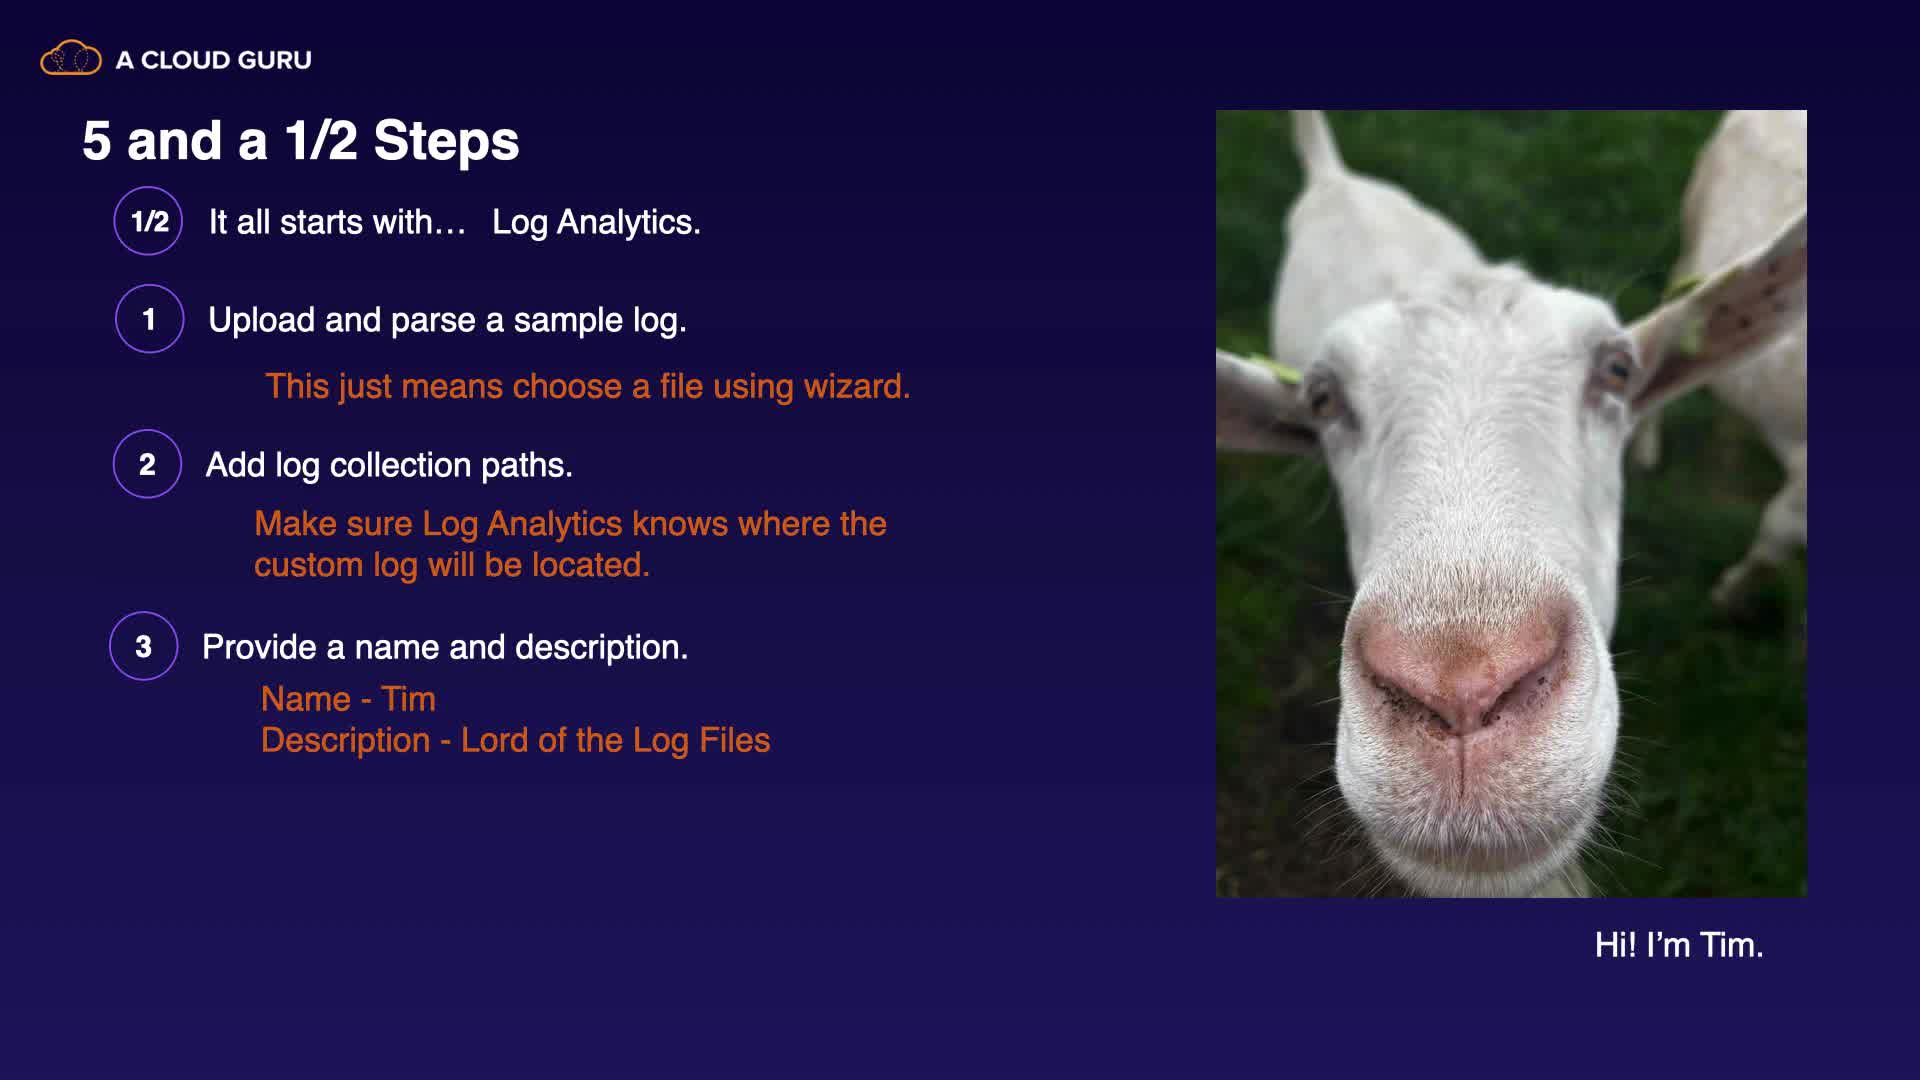 A CLOUD GURU
5 and a 1/2 Steps
1/2 It all starts with… Log Analytics.
1 Upload and parse a sample log.
This just means choose a file using wizard.
2 Add log collection paths.
Make sure Log Analytics knows where the
custom log will be located.
3 Provide a name and description.
Name - Tim
Description - Lord of the Log Files
Hi! I’m Tim.